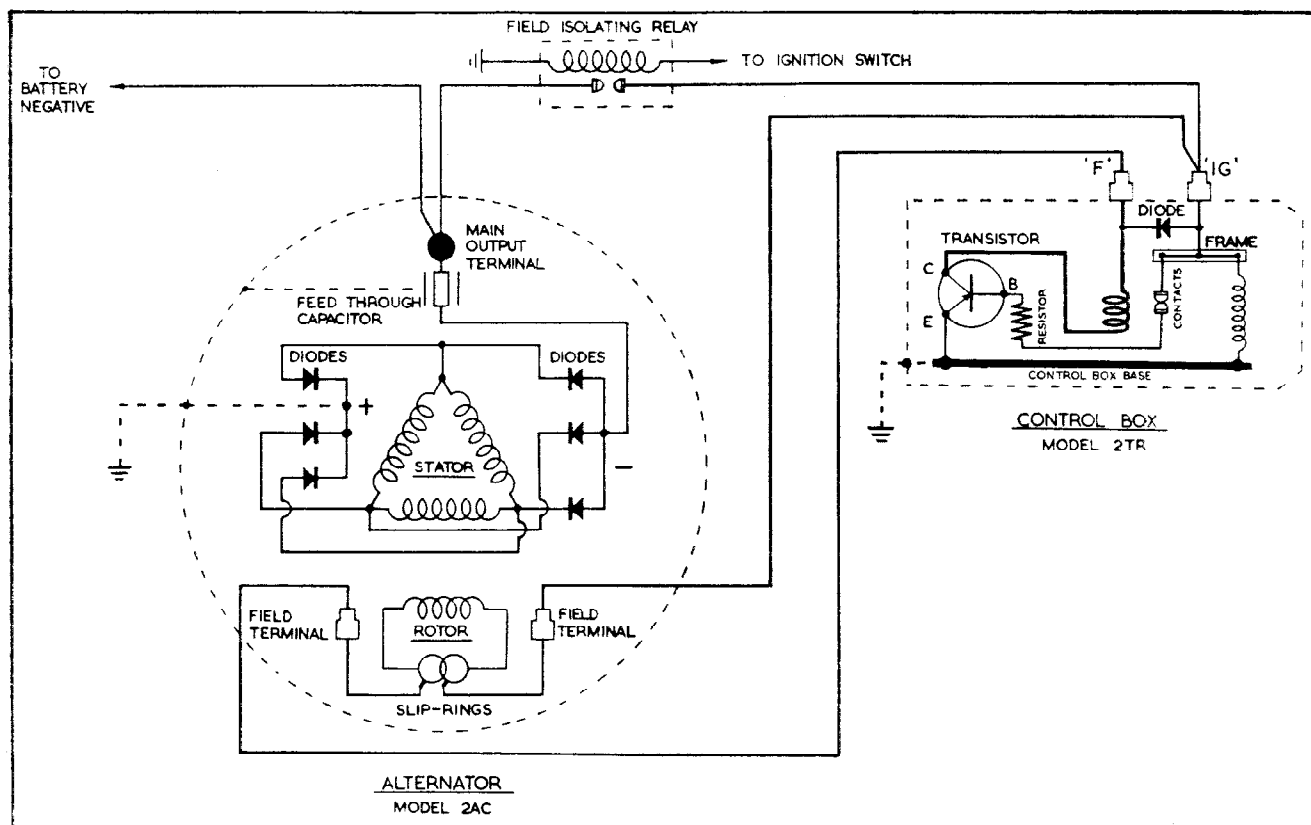 FIELD ISOLATING RELAY
TO IGNITION SWITCH
TO
BATTERY
NEGATIVE
'F'
'IG'
MAIN
OUTPUT
TERMINAL
FEED THROUGH
CAPACITOR
DIODE
TRANSISTOR
FRAME
C
B
E
RESISTOR
CONTACTS
CONTROL BOX BASE
CONTROL BOX
MODEL 2TR
DIODES
DIODES
+
STATOR
−
FIELD
TERMINAL
ROTOR
FIELD
TERMINAL
SLIP-RINGS
ALTERNATOR
MODEL 2AC